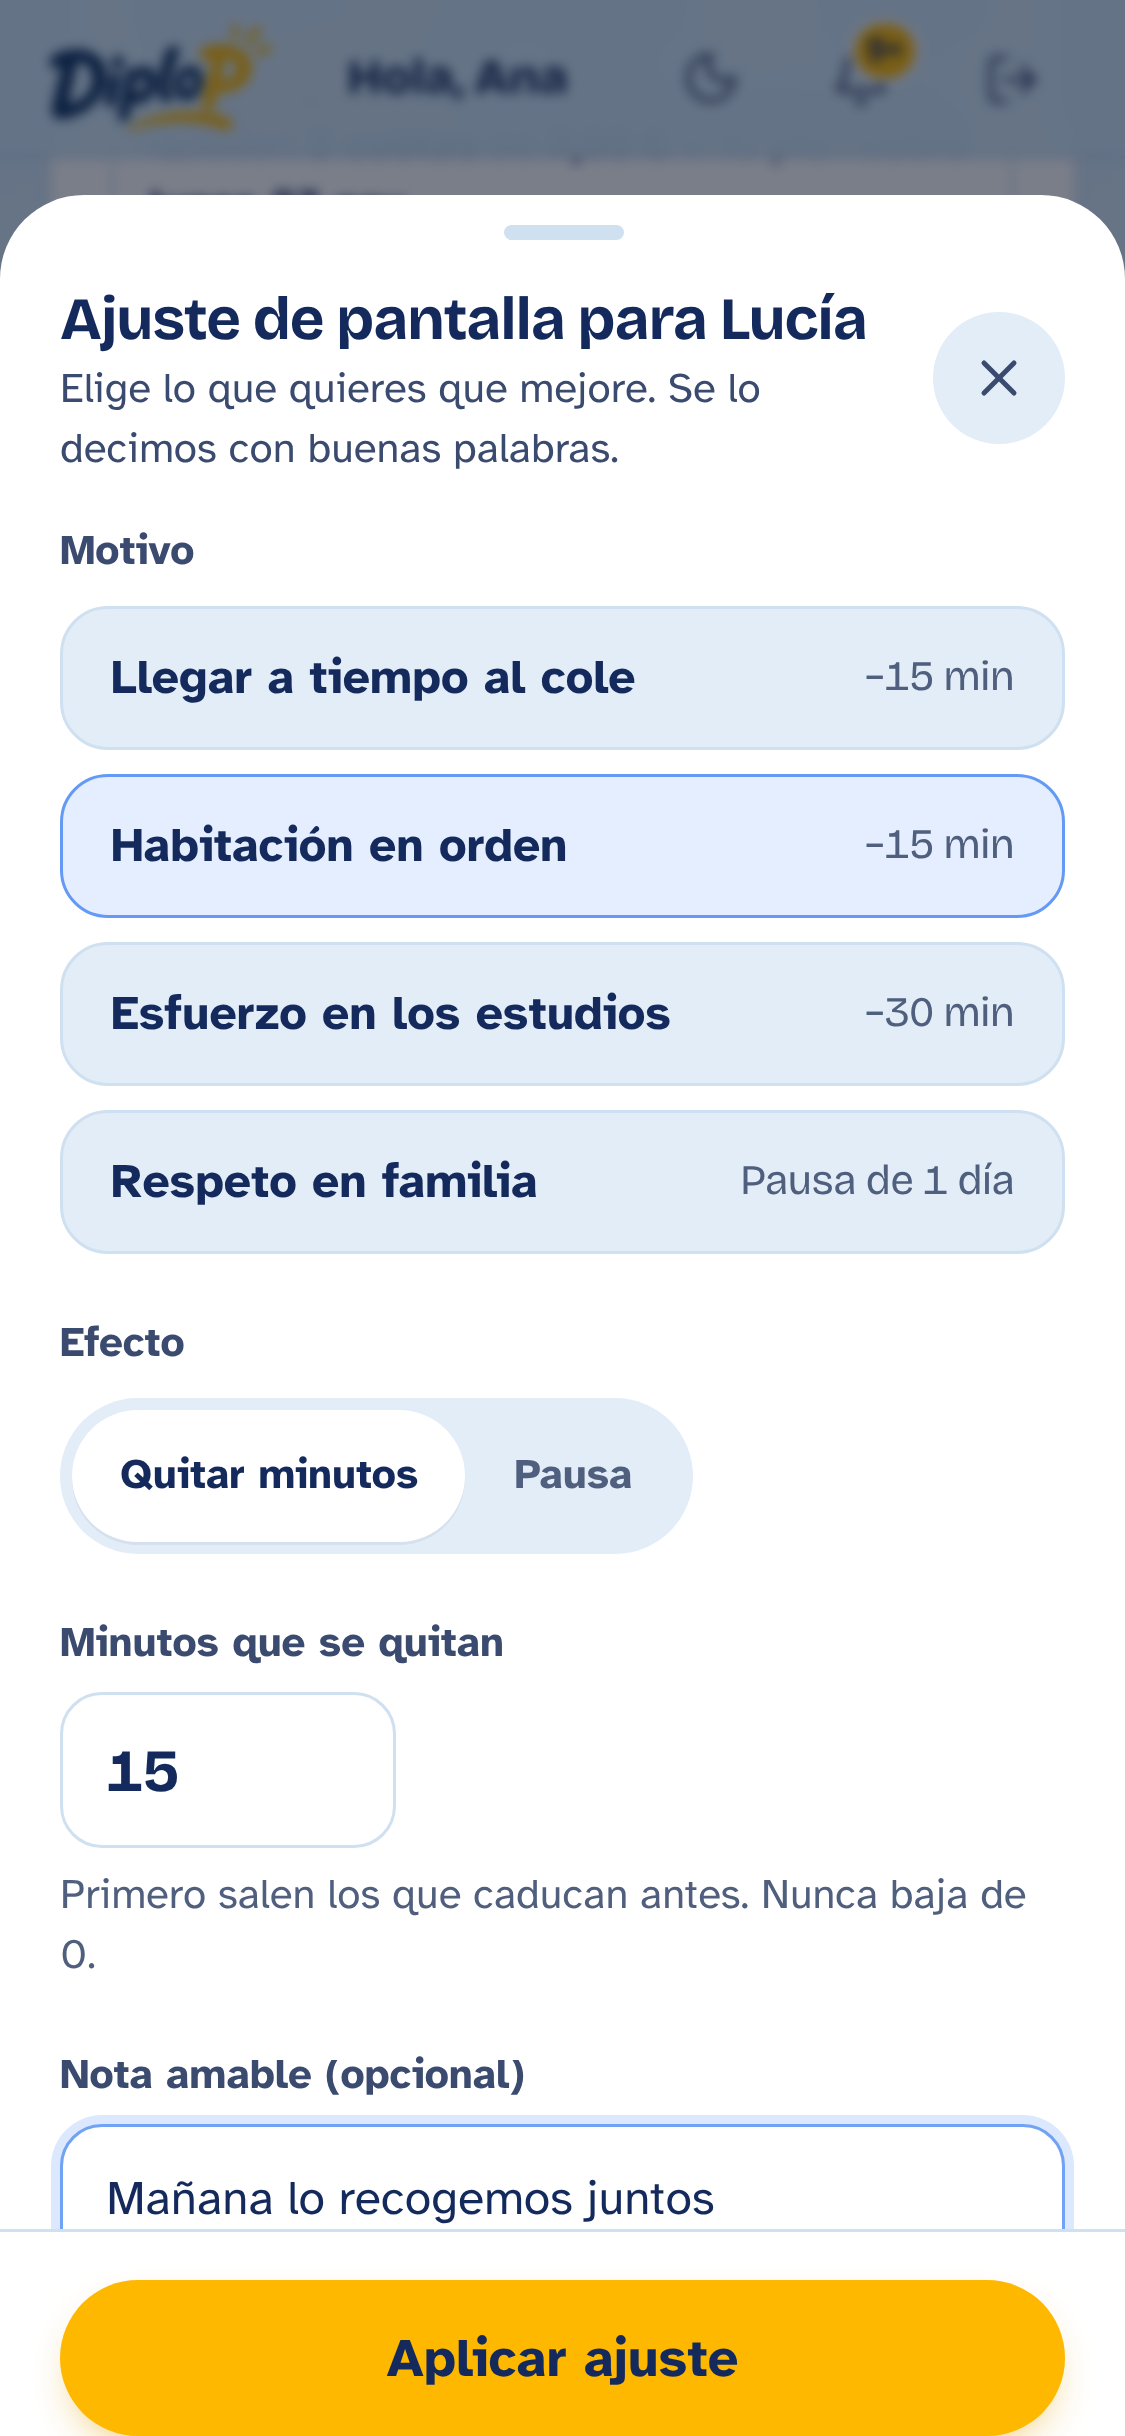 DiploP
Hola, Ana
9+
Ajuste de pantalla para Lucía
Elige lo que quieres que mejore. Se lo
decimos con buenas palabras.
Motivo
Llegar a tiempo al cole
−15 min
Habitación en orden
−15 min
Esfuerzo en los estudios
−30 min
Respeto en familia
Pausa de 1 día
Efecto
Quitar minutos
Pausa
Minutos que se quitan
15
Primero salen los que caducan antes. Nunca baja de
0.
Nota amable (opcional)
Mañana lo recogemos juntos
Aplicar ajuste